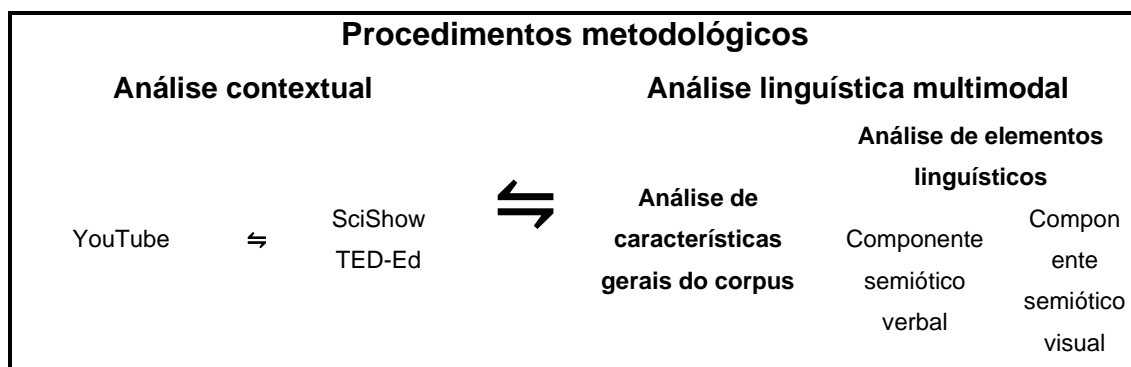 Procedimentos metodológicos
Análise contextual
Análise linguística multimodal
YouTube
⇋
SciShow
TED-Ed
⇋
Análise de
características
gerais do corpus
Análise de elementos
linguísticos
Componente
semiótico
verbal
Compon
ente
semiótico
visual